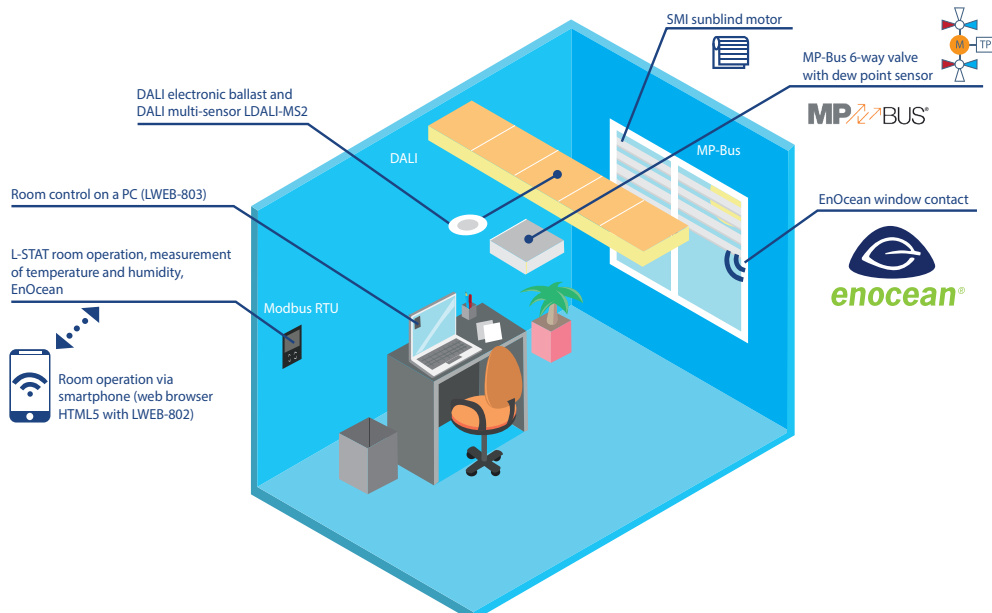 SMI sunblind motor
M
TP
MP-Bus 6-way valve
with dew point sensor
MP BUS®
DALI electronic ballast and
DALI multi-sensor LDALI-MS2
DALI
MP-Bus
Room control on a PC (LWEB-803)
EnOcean window contact
L-STAT room operation, measurement
of temperature and humidity,
EnOcean
enocean®
Modbus RTU
Room operation via
smartphone (web browser
HTML5 with LWEB-802)